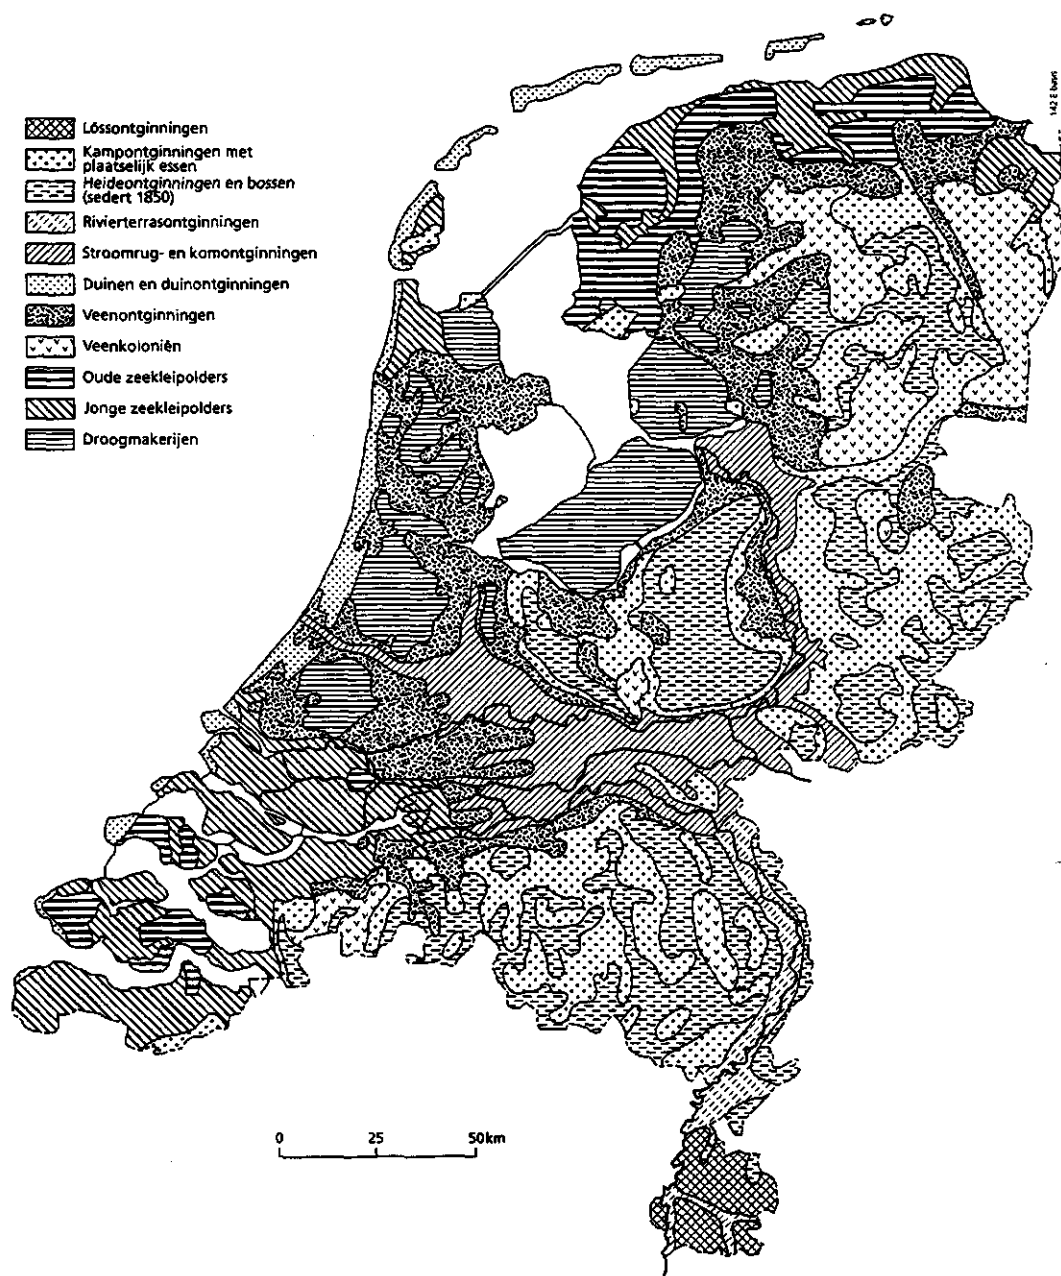 Lössontginningen
Kampontginningen met
plaatselijk essen
Heideontginningen en bossen
(sedert 1850)
Rivierterrasontginningen
Stroomrug- en komontginningen
Duinen en duinontginningen
Veenontginningen
Veenkoloniën
Oude zeekleipolders
Jonge zeekleipolders
Droogmakerijen
0 25 50km